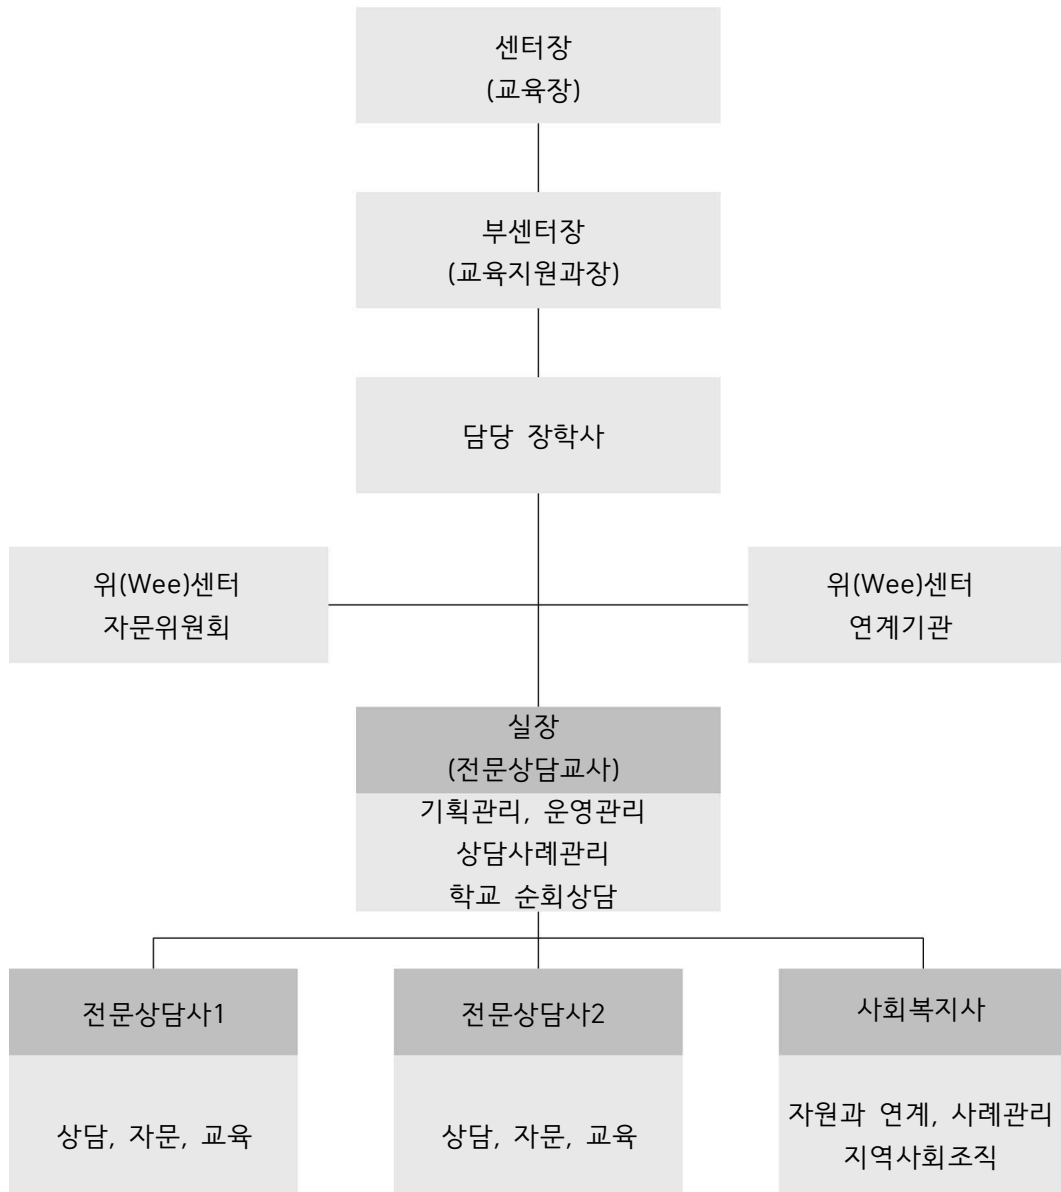 센터장
(교육장)
부센터장
(교육지원과장)
담당 장학사
위(Wee)센터
자문위원회
위(Wee)센터
연계기관
실장
(전문상담교사)
기획관리, 운영관리
상담사례관리
학교 순회상담
전문상담사1
상담, 자문, 교육
전문상담사2
상담, 자문, 교육
사회복지사
자원과 연계, 사례관리
지역사회조직